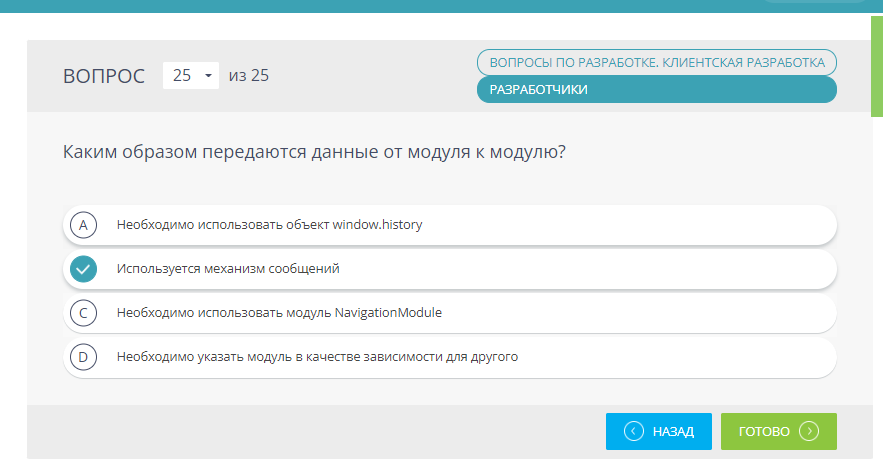 ВОПРОС 25 из 25
ВОПРОСЫ ПО РАЗРАБОТКЕ. КЛИЕНТСКАЯ РАЗРАБОТКА
РАЗРАБОТЧИКИ
Каким образом передаются данные от модуля к модулю?
A Необходимо использовать объект window.history
Используется механизм сообщений
C Необходимо использовать модуль NavigationModule
D Необходимо указать модуль в качестве зависимости для другого
НАЗАД ГОТОВО